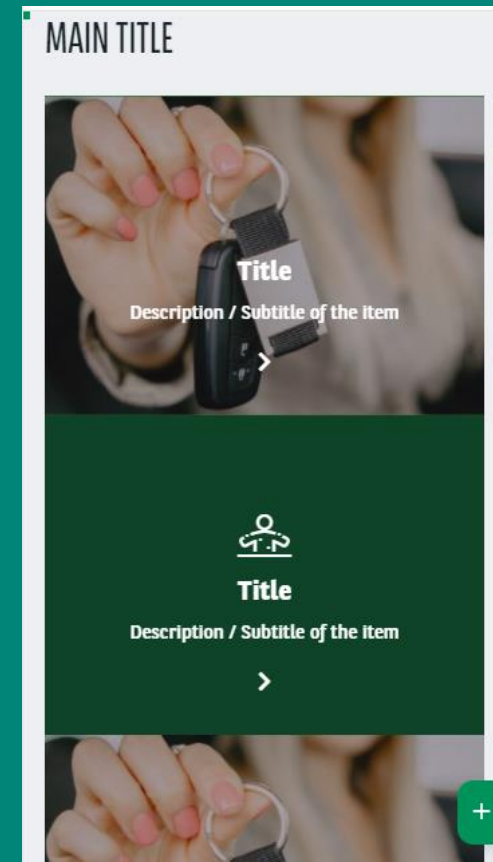 MAIN TITLE
Title
Description / Subtitle of the item
Title
Description / Subtitle of the item
+